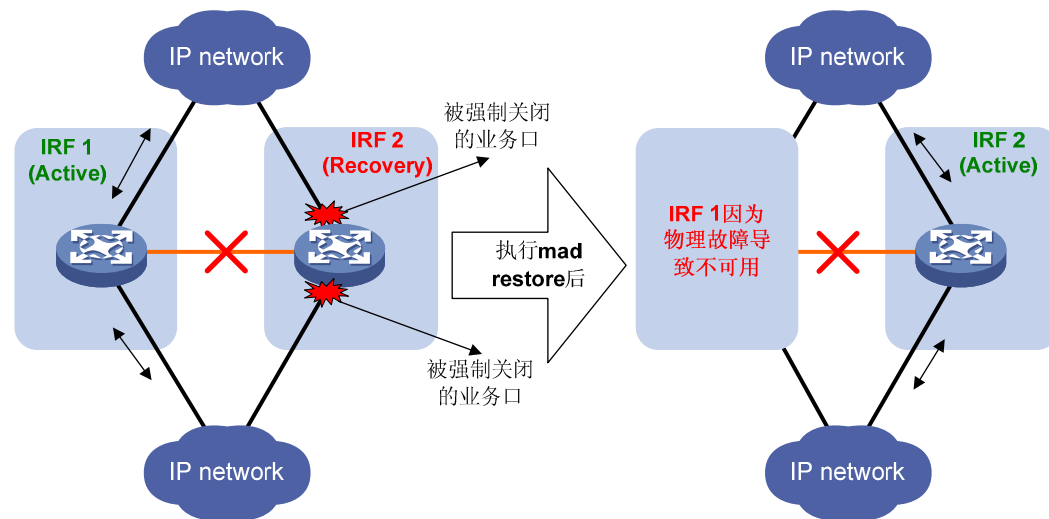 IP network
IRF 1
(Active)
IRF 2
(Recovery)
被强制关闭
的业务口
被强制关闭
的业务口
IP network
执行mad
restore后
IP network
IRF 1因为
物理故障导
致不可用
IRF 2
(Active)
IP network